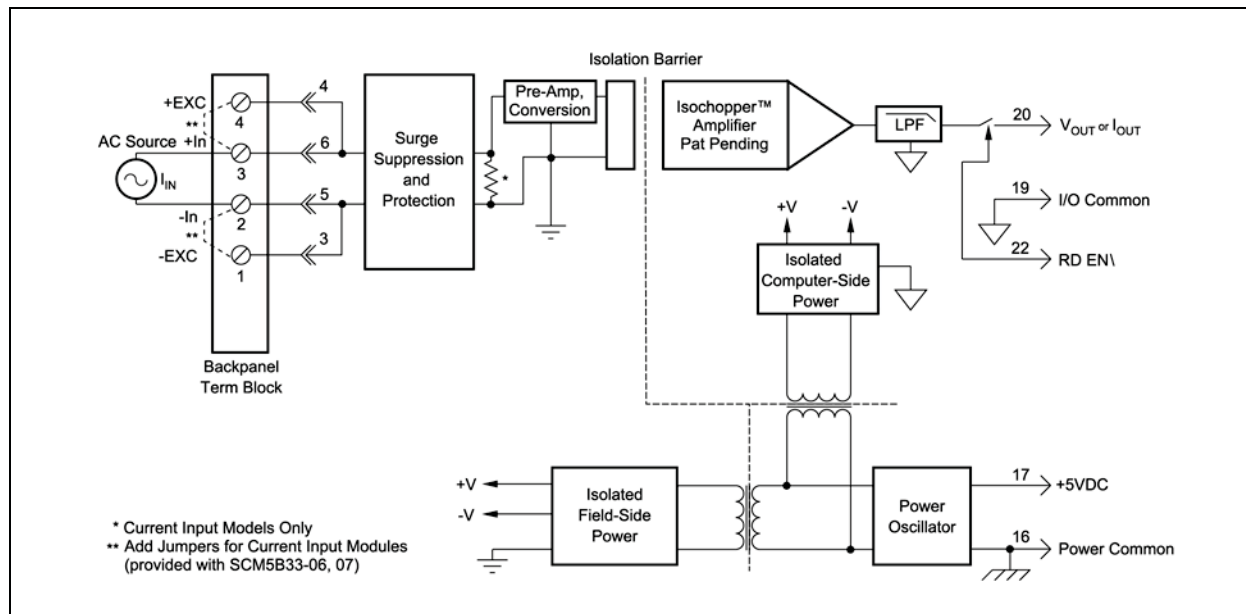 Isolation Barrier
+EXC
4
**
+In
3
AC Source
I_IN
-In
2
**
-EXC
1
Backpanel
Term Block
4
6
5
3
Surge
Suppression
and
Protection
*
Pre-Amp,
Conversion
Isochopper™
Amplifier
Pat Pending
LPF
20
V_OUT or I_OUT
19
I/O Common
22
RD EN\
+V
-V
Isolated
Computer-Side
Power
+V
-V
Isolated
Field-Side
Power
Power
Oscillator
17
+5VDC
16
Power Common
* Current Input Models Only
** Add Jumpers for Current Input Modules
(provided with SCM5B33-06, 07)